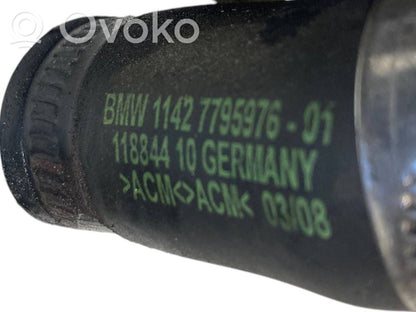 Ovoko
BMW 1142 7795976 - 01
118844 10 GERMANY
>ACM<>ACM< 03/08